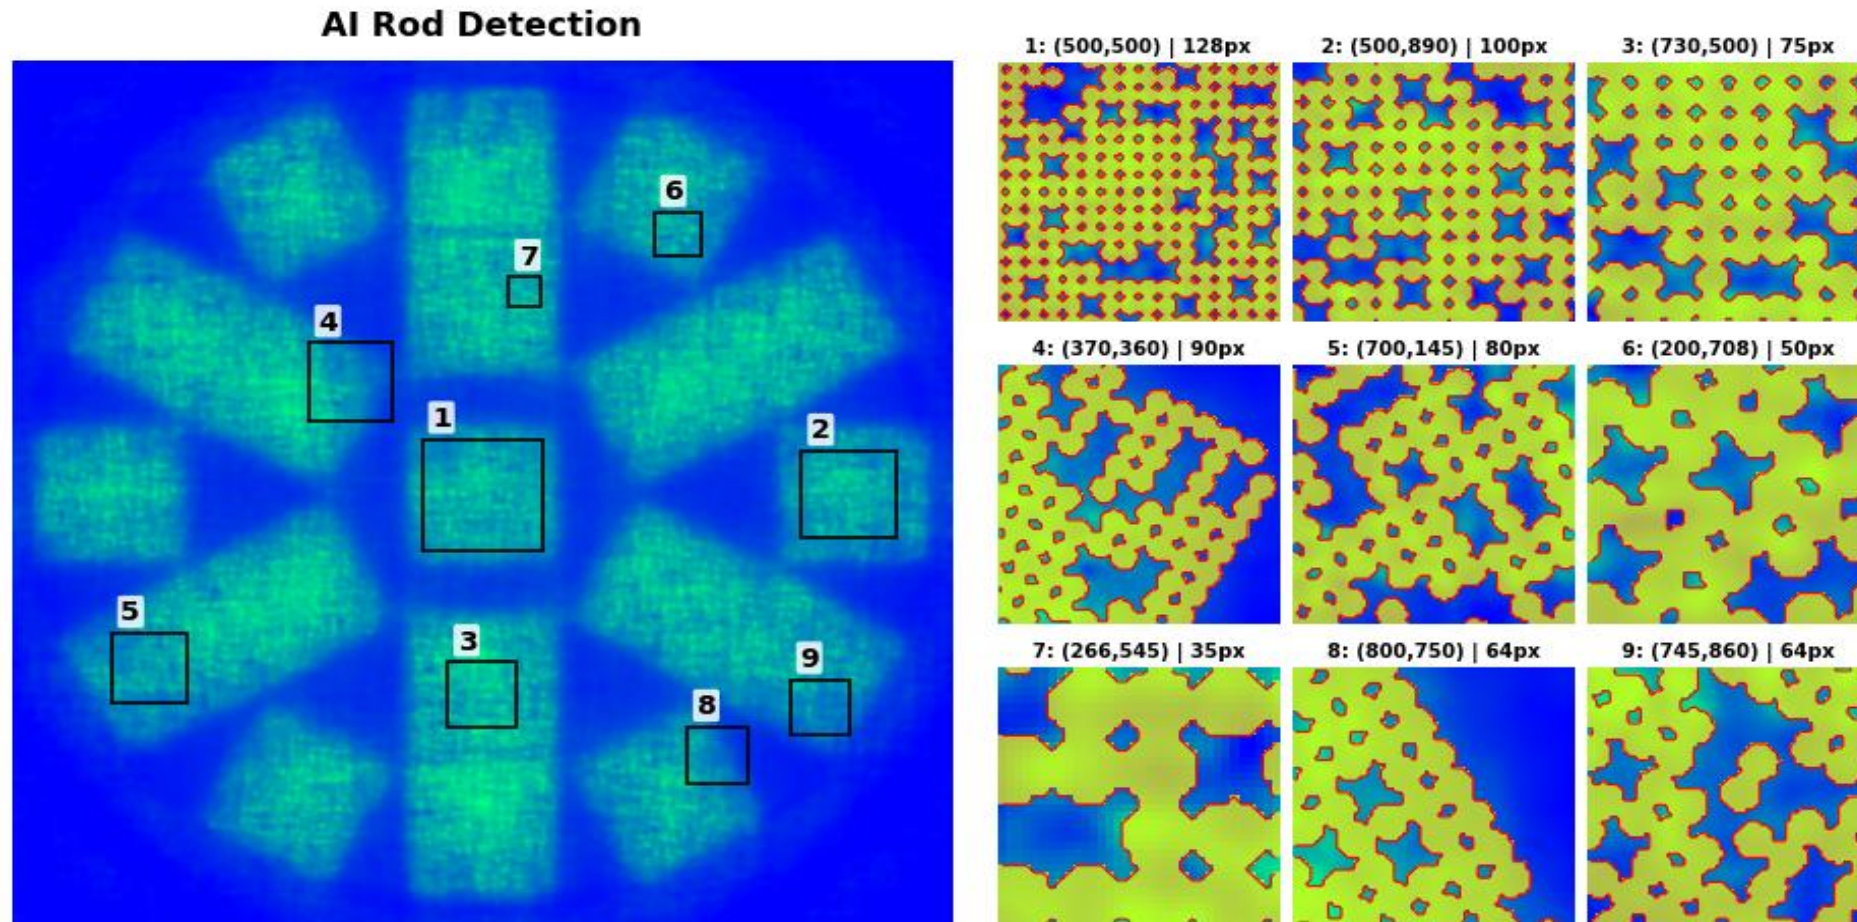 AI Rod Detection
1: (500,500) | 128px
2: (500,890) | 100px
3: (730,500) | 75px
6
7
4
4: (370,360) | 90px
5: (700,145) | 80px
6: (200,708) | 50px
1
2
5
3
9
8
7: (266,545) | 35px
8: (800,750) | 64px
9: (745,860) | 64px